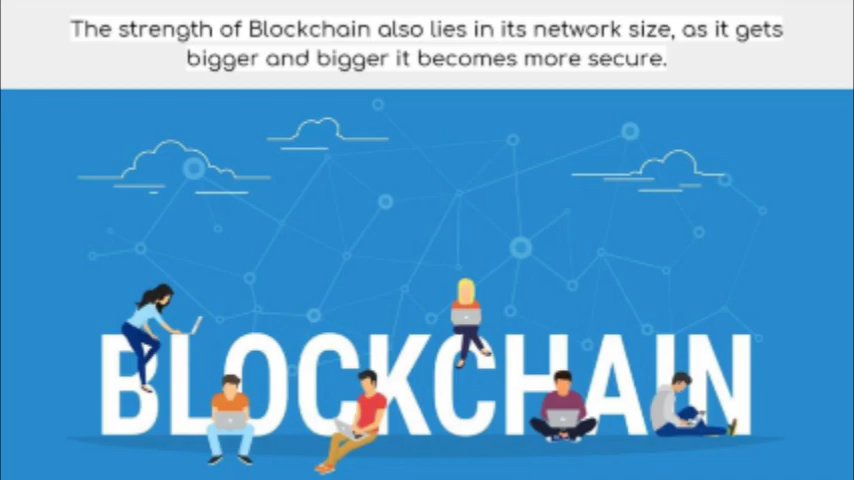 The strength of Blockchain also lies in its network size, as it gets
bigger and bigger it becomes more secure.
BLOCKCHAIN